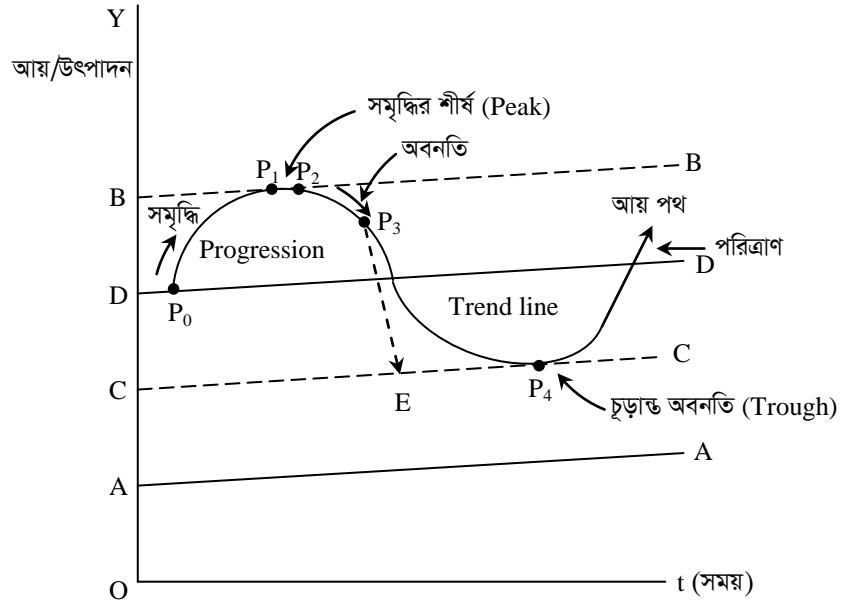 Y
আয়/উৎপাদন
সমৃদ্ধির শীর্ষ (Peak)
অবনতি
P1 P2
B
B
সমৃদ্ধি
P3
আয় পথ
Progression
পরিত্রাণ
D
D
P0
Trend line
C
C
E
P4
চূড়ান্ত অবনতি (Trough)
A
A
O
t (সময়)